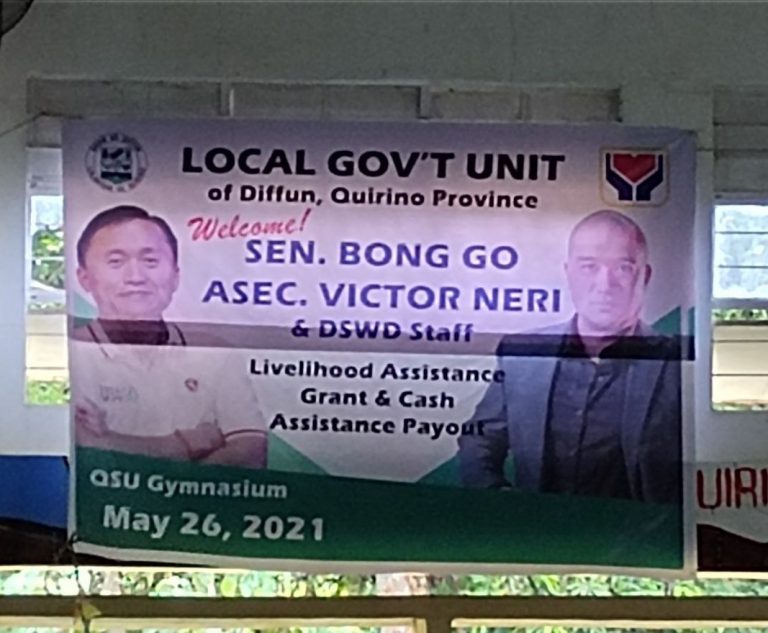 LOCAL GOV'T UNIT
of Diffun, Quirino Province
Welcome!
SEN. BONG GO
ASEC. VICTOR NERI
& DSWD Staff
Livelihood Assistance
Grant & Cash
Assistance Payout
QSU Gymnasium
May 26, 2021
UIRI